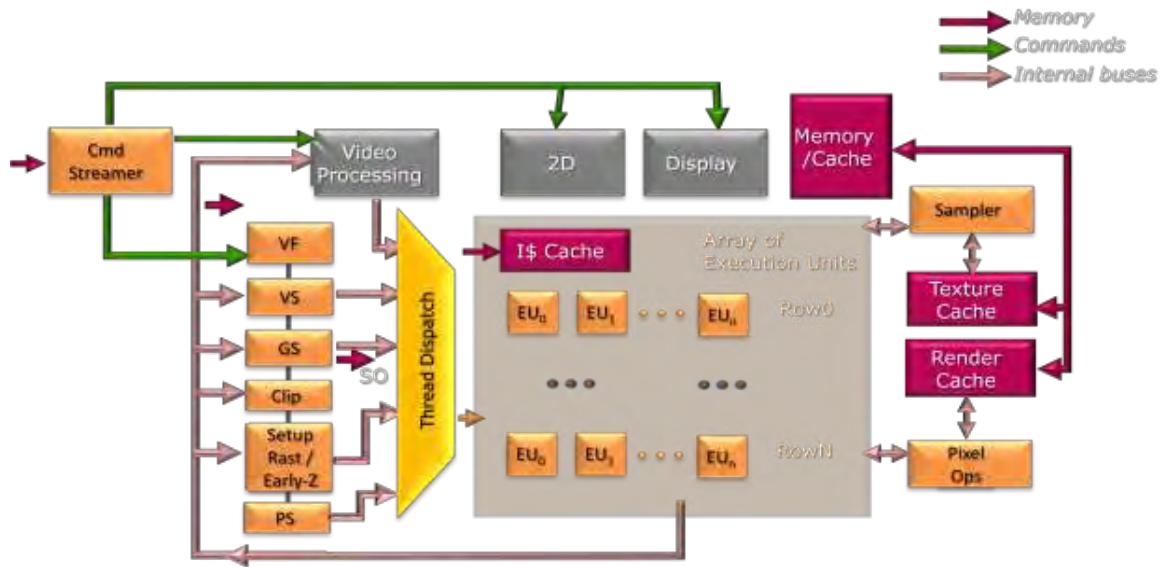 Memory
Commands
Internal buses
Cmd
Streamer
Video
Processing
2D
Display
Memory
/Cache
Sampler
VF
I$ Cache
Array of
Execution Units
VS
EU₀
EU₁
EUₙ
Row0
Texture
Cache
GS
SO
Thread Dispatch
Render
Cache
Clip
Setup
Rast /
Early-Z
EU₀
EU₁
EUₙ
RowN
Pixel
Ops
PS